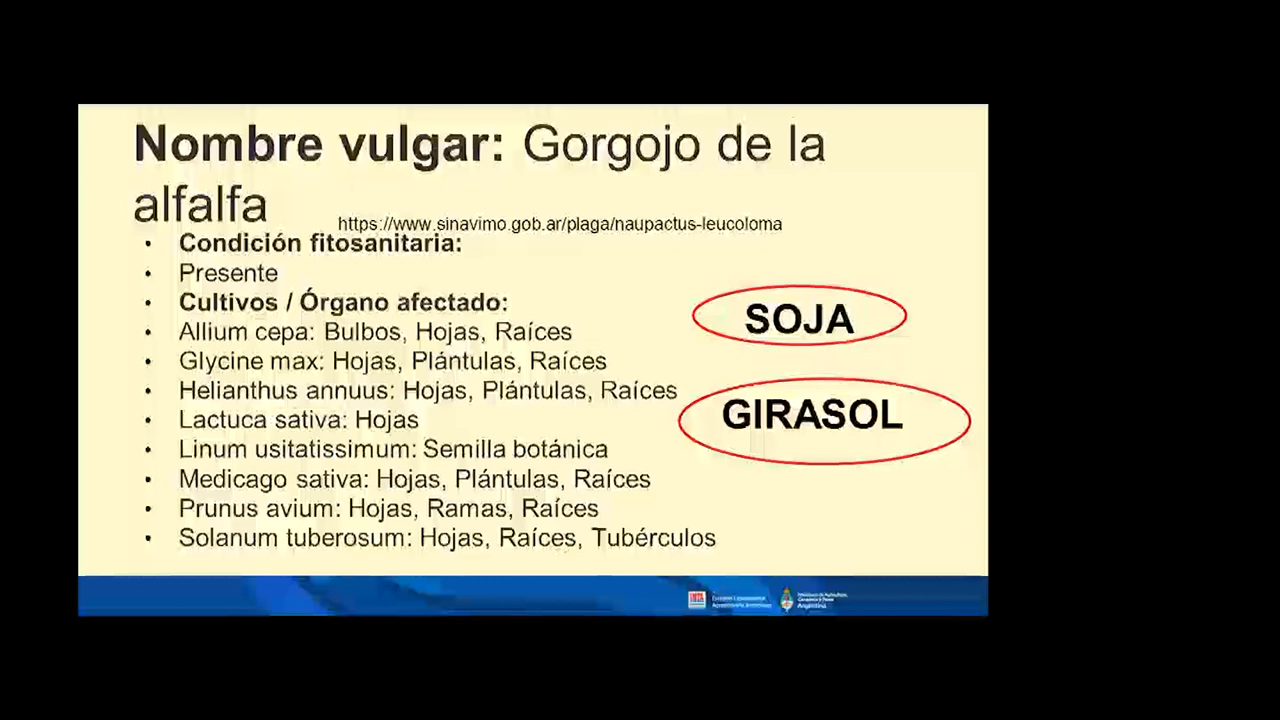 Nombre vulgar: Gorgojo de la
alfalfa
https://www.sinavimo.gob.ar/plaga/naupactus-leucoloma
• Condición fitosanitaria:
• Presente
• Cultivos / Órgano afectado:
• Allium cepa: Bulbos, Hojas, Raíces
• Glycine max: Hojas, Plántulas, Raíces
• Helianthus annuus: Hojas, Plántulas, Raíces
• Lactuca sativa: Hojas
• Linum usitatissimum: Semilla botánica
• Medicago sativa: Hojas, Plántulas, Raíces
• Prunus avium: Hojas, Ramas, Raíces
• Solanum tuberosum: Hojas, Raíces, Tubérculos
SOJA
GIRASOL
Argentina